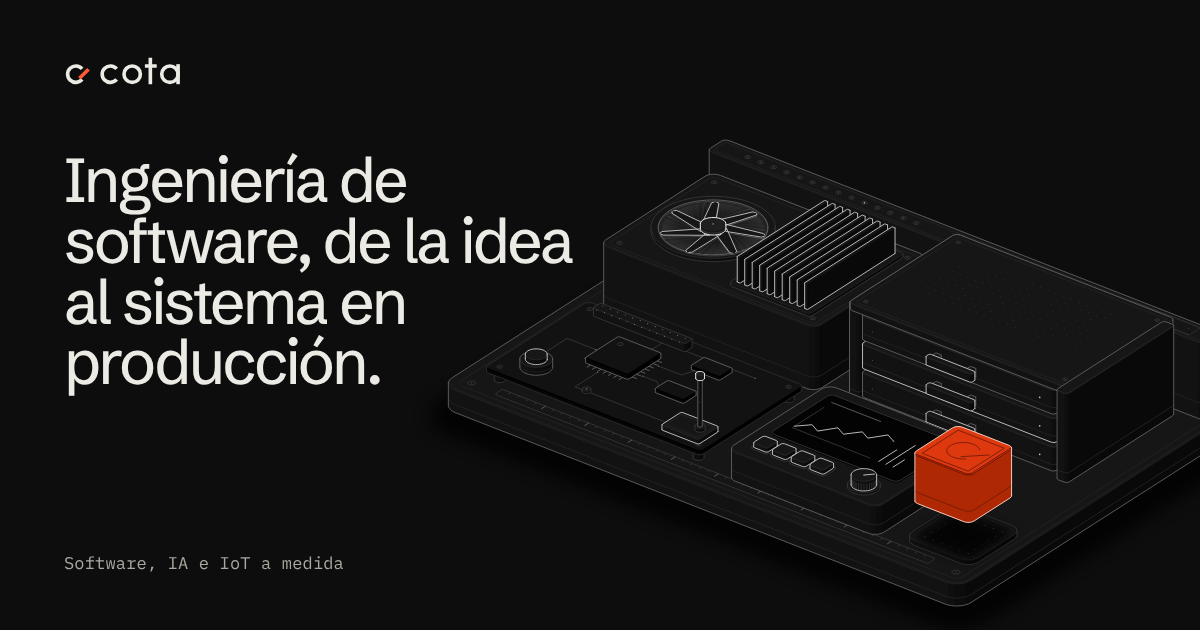 cota
Ingeniería de
software, de la idea
al sistema en
producción.
Software, IA e IoT a medida